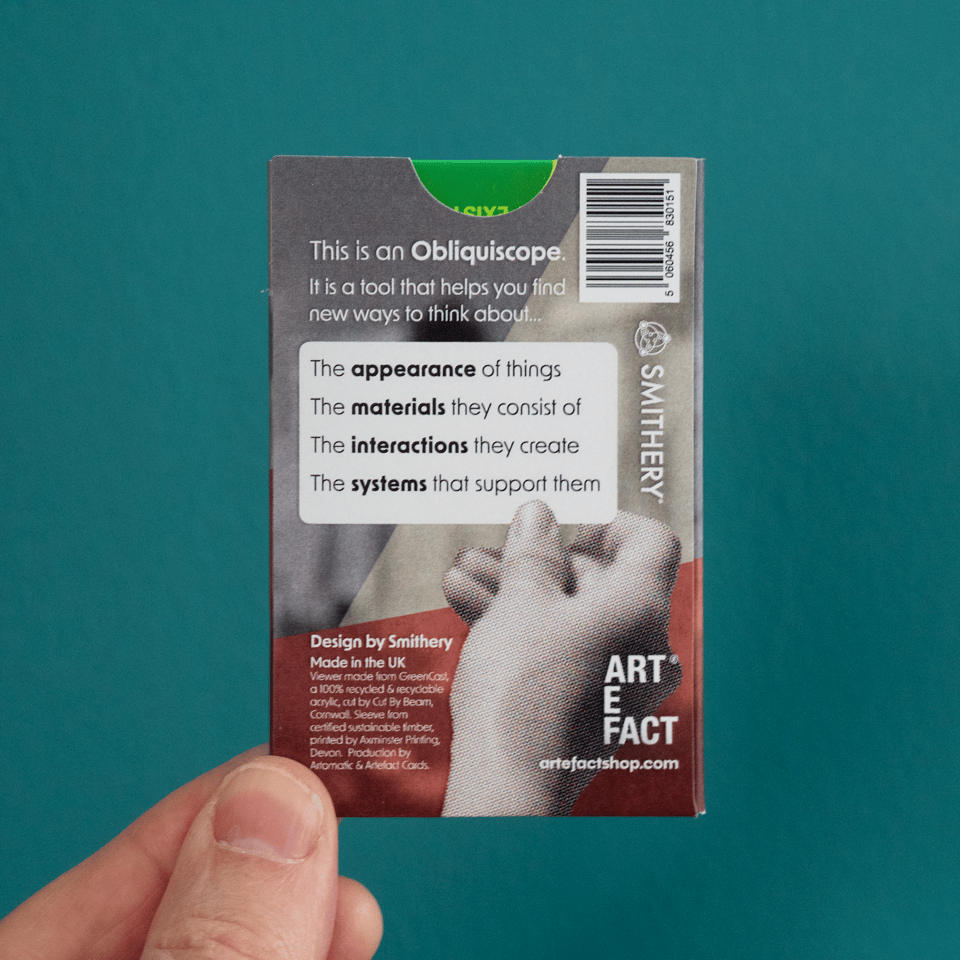 This is an Obliquiscope.
It is a tool that helps you find
new ways to think about...
The appearance of things
The materials they consist of
The interactions they create
The systems that support them
5 060456 830151
SMITHERY®
Design by Smithery
Made in the UK
Viewer made from GreenCast,
a 100% recycled & recyclable
acrylic, cut by Cut By Beam,
Cornwall. Sleeve from
certified sustainable timber,
printed by Axminster Printing,
Devon. Production by
Artomatic & Artefact Cards.
ART®
E
FACT
artefactshop.com